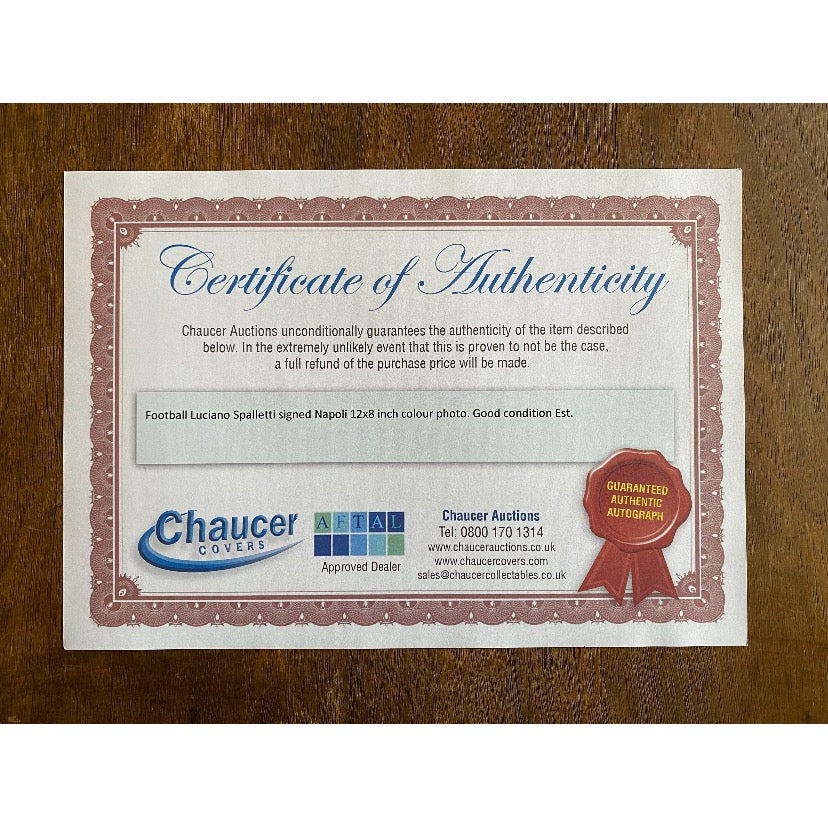 Certificate of Authenticity
Chaucer Auctions unconditionally guarantees the authenticity of the item described
below. In the extremely unlikely event that this is proven to not be the case,
a full refund of the purchase price will be made.
Football Luciano Spalletti signed Napoli 12x8 inch colour photo. Good condition Est.
GUARANTEED
AUTHENTIC
AUTOGRAPH
Chaucer
COVERS
AFTAL
Approved Dealer
Chaucer Auctions
Tel: 0800 170 1314
www.chaucerauctions.co.uk
www.chaucercovers.com
sales@chaucercollectables.co.uk